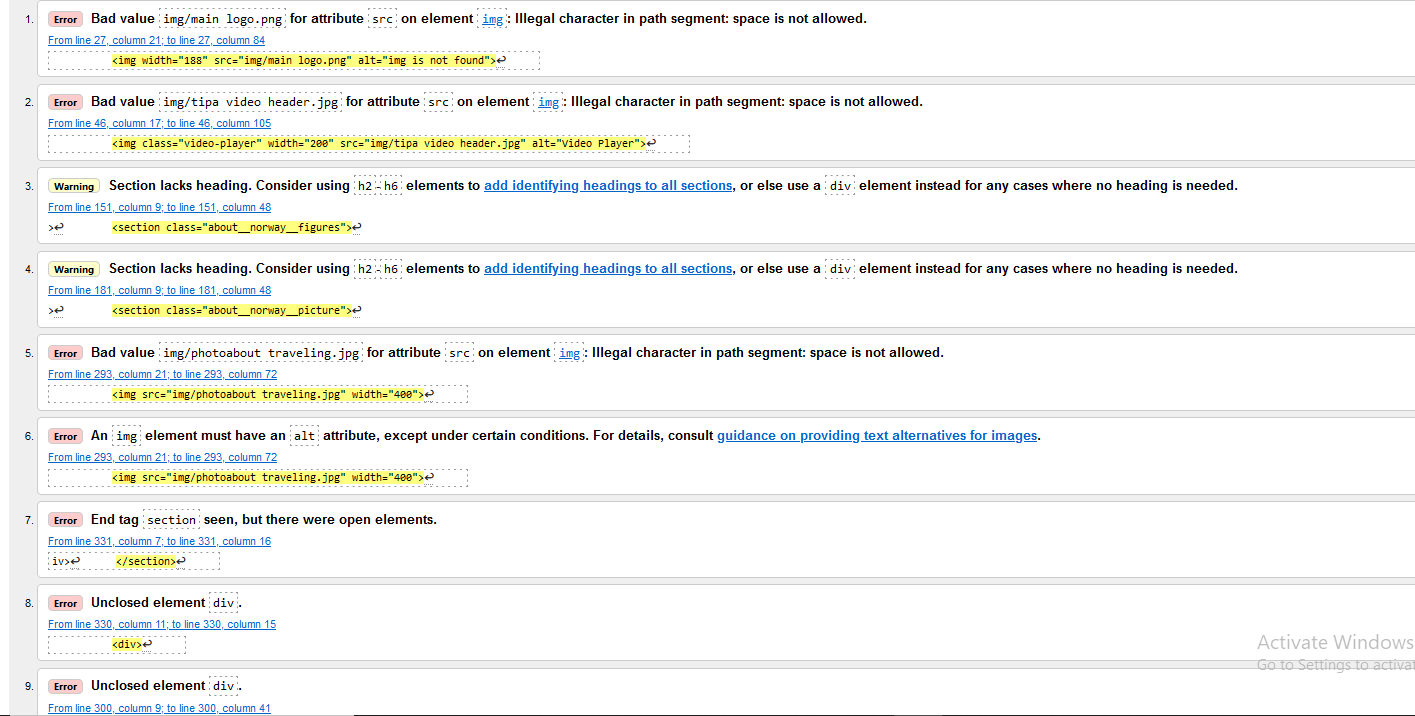 1. Error Bad value img/main logo.png for attribute src on element img: Illegal character in path segment: space is not allowed.
From line 27, column 21; to line 27, column 84
<img width="188" src="img/main logo.png" alt="img is not found">↩
2. Error Bad value img/tipa video header.jpg for attribute src on element img: Illegal character in path segment: space is not allowed.
From line 46, column 17; to line 46, column 105
<img class="video-player" width="200" src="img/tipa video header.jpg" alt="Video Player">↩
3. Warning Section lacks heading. Consider using h2-h6 elements to add identifying headings to all sections, or else use a div element instead for any cases where no heading is needed.
From line 151, column 9; to line 151, column 48
>↩ <section class="about__norway__figures">↩
4. Warning Section lacks heading. Consider using h2-h6 elements to add identifying headings to all sections, or else use a div element instead for any cases where no heading is needed.
From line 181, column 9; to line 181, column 48
>↩ <section class="about__norway__picture">↩
5. Error Bad value img/photoabout traveling.jpg for attribute src on element img: Illegal character in path segment: space is not allowed.
From line 293, column 21; to line 293, column 72
<img src="img/photoabout traveling.jpg" width="400">↩
6. Error An img element must have an alt attribute, except under certain conditions. For details, consult guidance on providing text alternatives for images.
From line 293, column 21; to line 293, column 72
<img src="img/photoabout traveling.jpg" width="400">↩
7. Error End tag section seen, but there were open elements.
From line 331, column 7; to line 331, column 16
iv>↩ </section>↩
8. Error Unclosed element div.
From line 330, column 11; to line 330, column 15
<div>↩
Activate Windows
Go to Settings to activat
9. Error Unclosed element div.
From line 300, column 9; to line 300, column 41